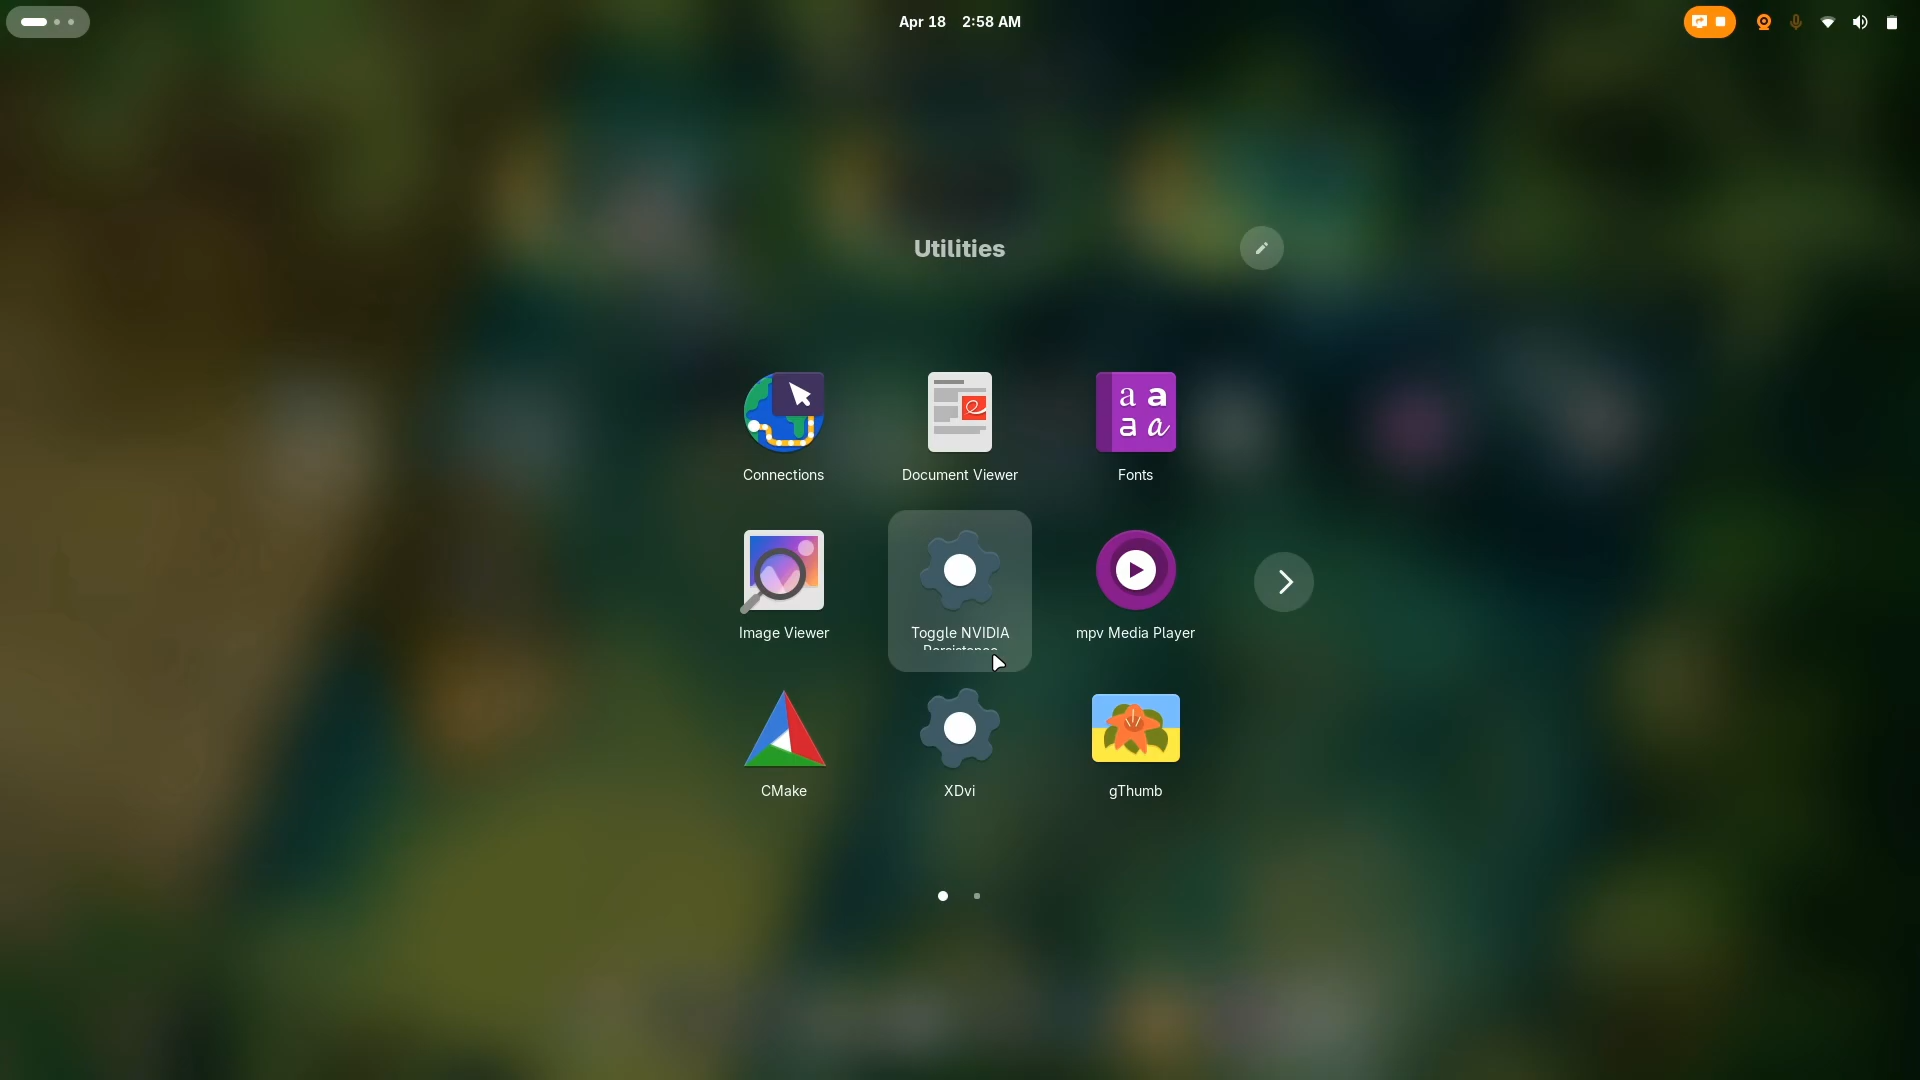 Apr 18 2:58 AM
Utilities
Connections
Document Viewer
Fonts
a a
a a
Image Viewer
Toggle NVIDIA
Persistence
mpv Media Player
CMake
XDvi
gThumb